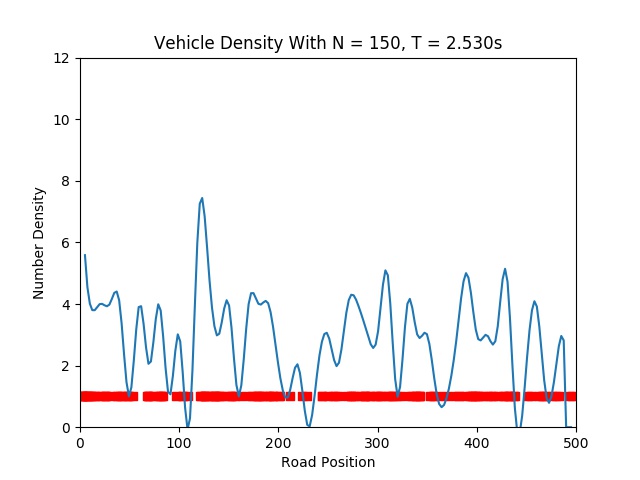 Vehicle Density With N = 150, T = 2.530s
12
10
8
6
4
2
0
Number Density
0 100 200 300 400 500
Road Position